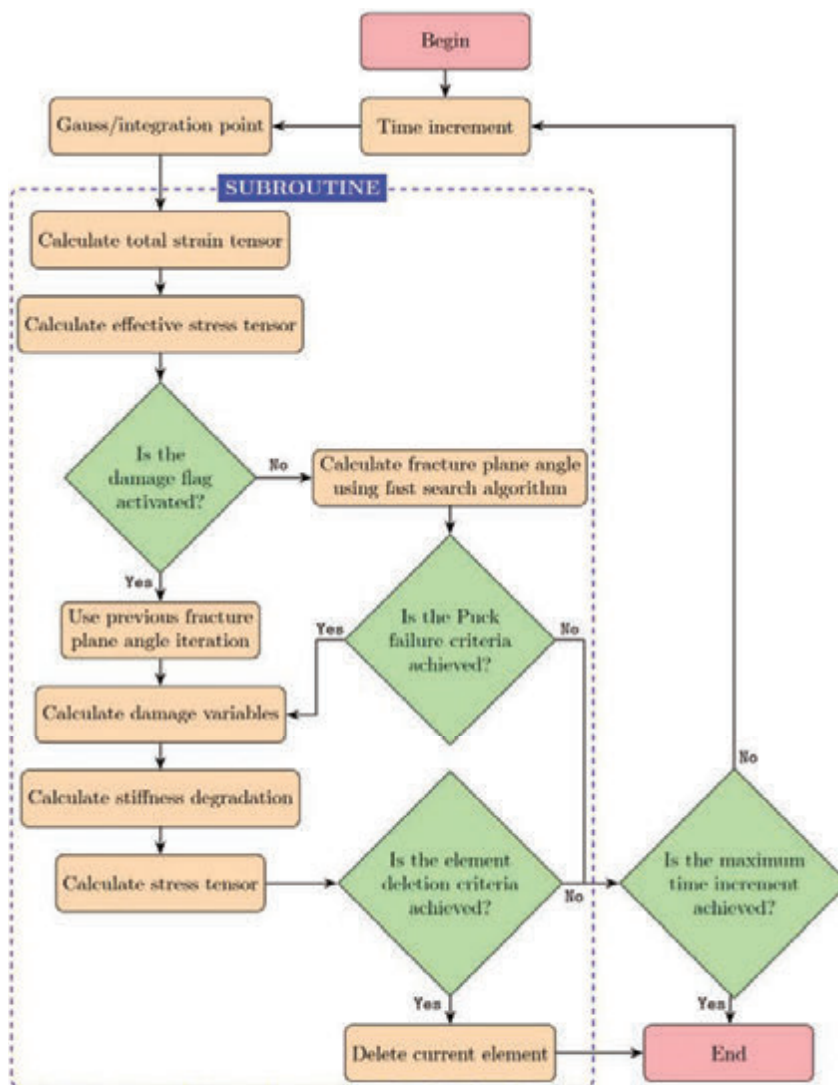 Begin
Time increment
Gauss/integration point
SUBROUTINE
Calculate total strain tensor
Calculate effective stress tensor
Is the
damage flag
activated?
No
Calculate fracture plane angle
using fast search algorithm
Yes
Use previous fracture
plane angle iteration
Is the Puck
failure criteria
achieved?
Yes
No
Calculate damage variables
Calculate stiffness degradation
Calculate stress tensor
Is the element
deletion criteria
achieved?
No
Is the maximum
time increment
achieved?
No
Yes
Yes
Delete current element
End